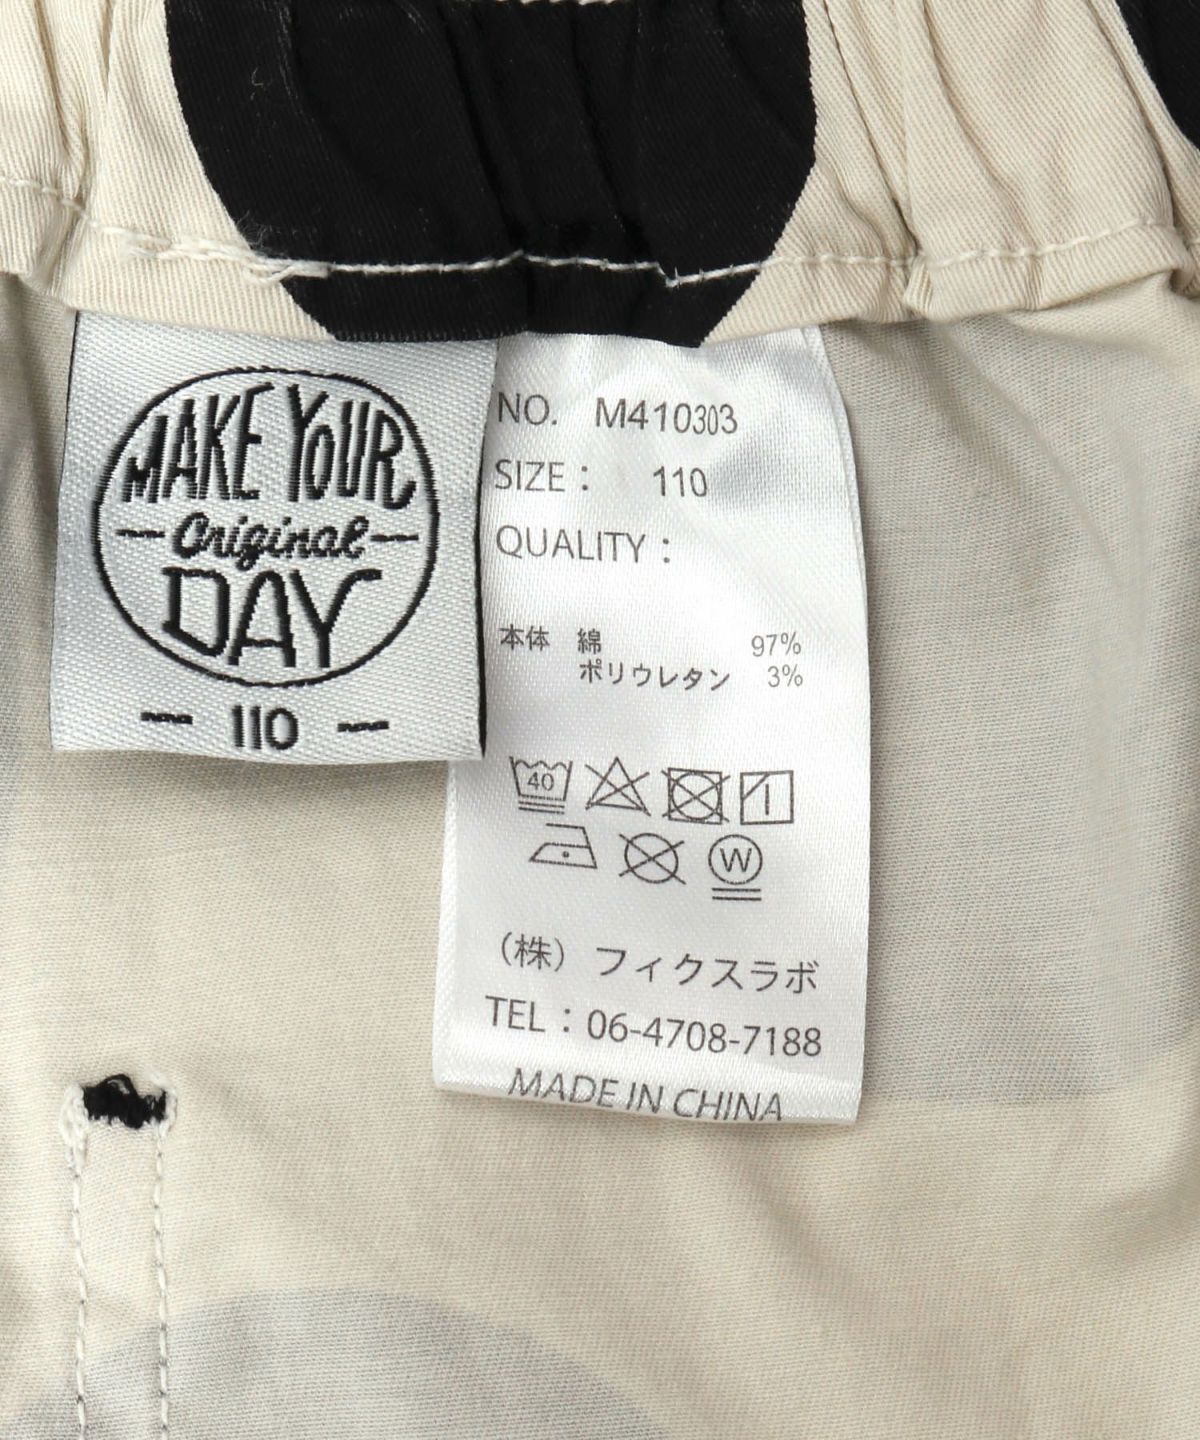 MAKE YOUR
Original
DAY
110
NO. M410303
SIZE : 110
QUALITY :
本体 綿 97%
ポリウレタン 3%
40
W
(株) フィクスラボ
TEL : 06-4708-7188
MADE IN CHINA